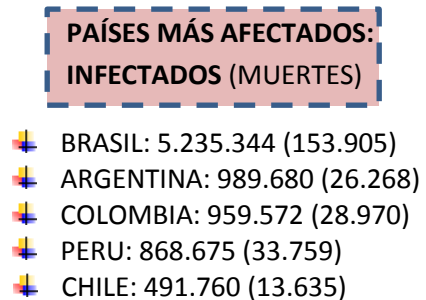 PAÍSES MÁS AFECTADOS:
INFECTADOS (MUERTES)
BRASIL: 5.235.344 (153.905)
ARGENTINA: 989.680 (26.268)
COLOMBIA: 959.572 (28.970)
PERU: 868.675 (33.759)
CHILE: 491.760 (13.635)